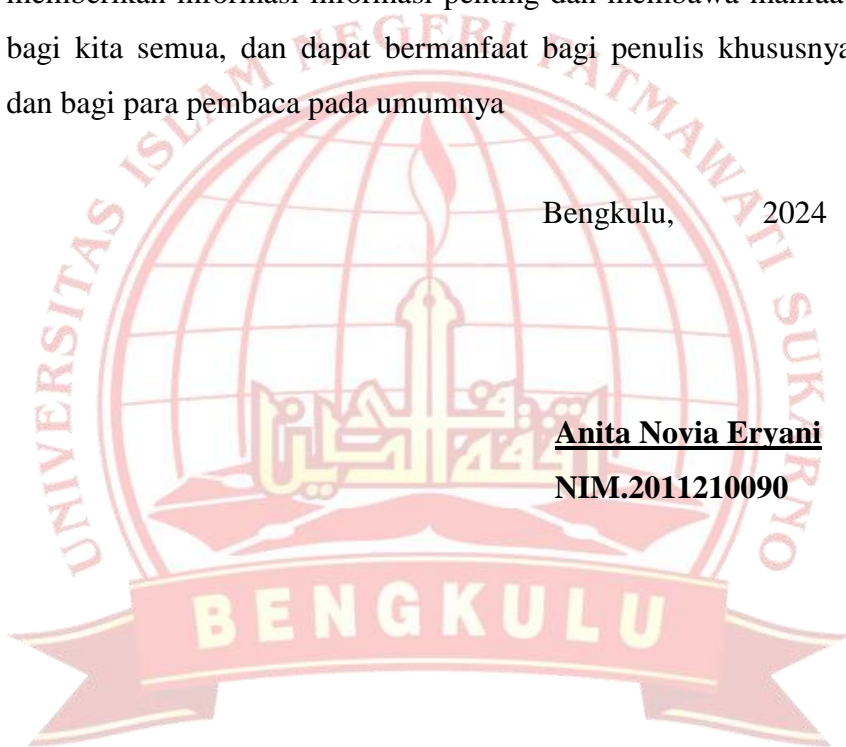 memberikan informasi-informasi penting dan membawa manfaat
bagi kita semua, dan dapat bermanfaat bagi penulis khususnya
dan bagi para pembaca pada umumnya
Bengkulu, 2024
Anita Novia Eryani
NIM.2011210090
UNIVERSITAS ISLAM NEGERI FATMAWATI SUKARNO
BENGKULU